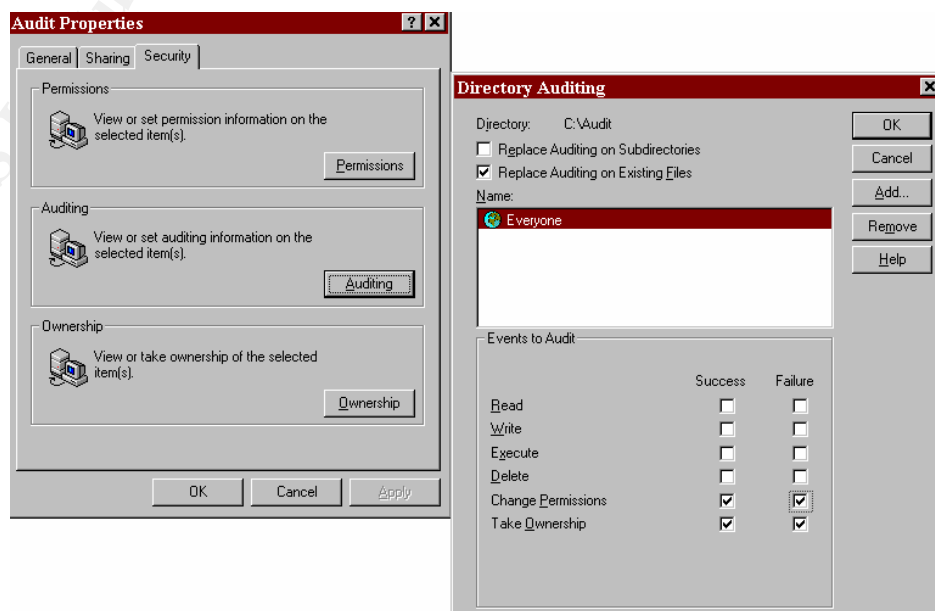 Audit Properties
General Sharing Security
Permissions
View or set permission information on the
selected item(s).
Permissions
Auditing
View or set auditing information on the
selected item(s).
Auditing
Ownership
View or take ownership of the selected
item(s).
Ownership
OK Cancel Apply
Directory Auditing
Directory: C:\Audit
Replace Auditing on Subdirectories
Replace Auditing on Existing Files
Name:
Everyone
OK
Cancel
Add...
Remove
Help
Events to Audit
Success Failure
Read
Write
Execute
Delete
Change Permissions
Take Ownership